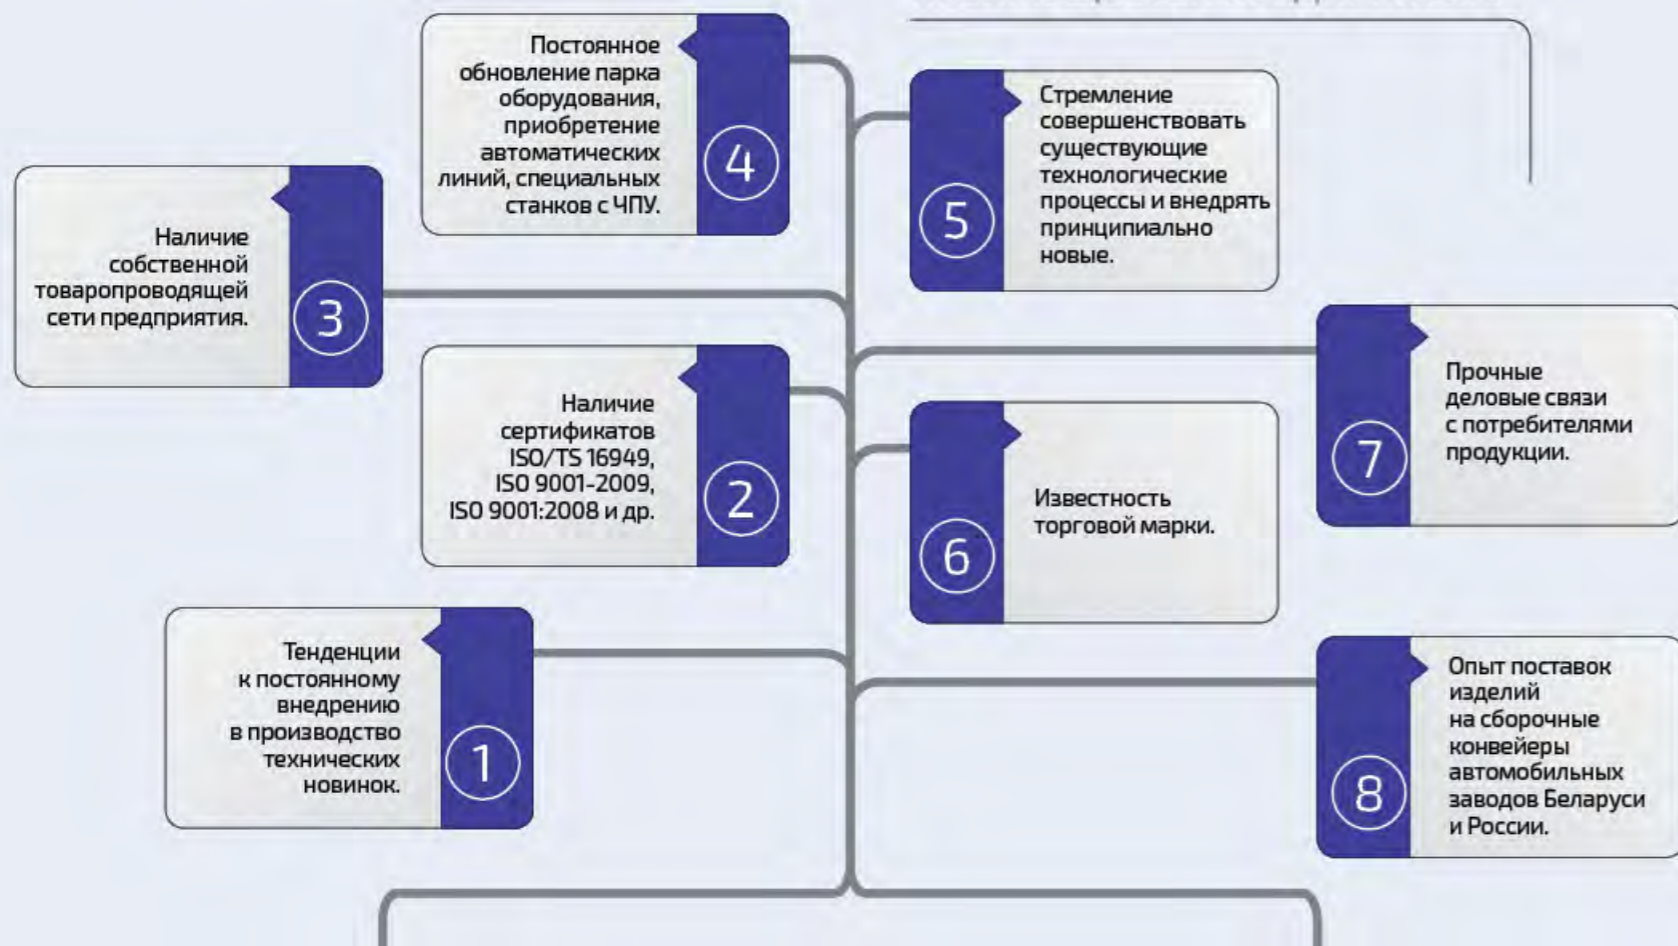 Постоянное
обновление парка
оборудования,
приобретение
автоматических
линий, специальных
станков с ЧПУ.
4
5
Стремление
совершенствовать
существующие
технологические
процессы и внедрять
принципиально
новые.
Наличие
собственной
товаропроводящей
сети предприятия.
3
Наличие
сертификатов
ISO/TS 16949,
ISO 9001-2009,
ISO 9001:2008 и др.
2
6
Известность
торговой марки.
7
Прочные
деловые связи
с потребителями
продукции.
Тенденции
к постоянному
внедрению
в производство
технических
новинок.
1
8
Опыт поставок
изделий
на сборочные
конвейеры
автомобильных
заводов Беларуси
и России.